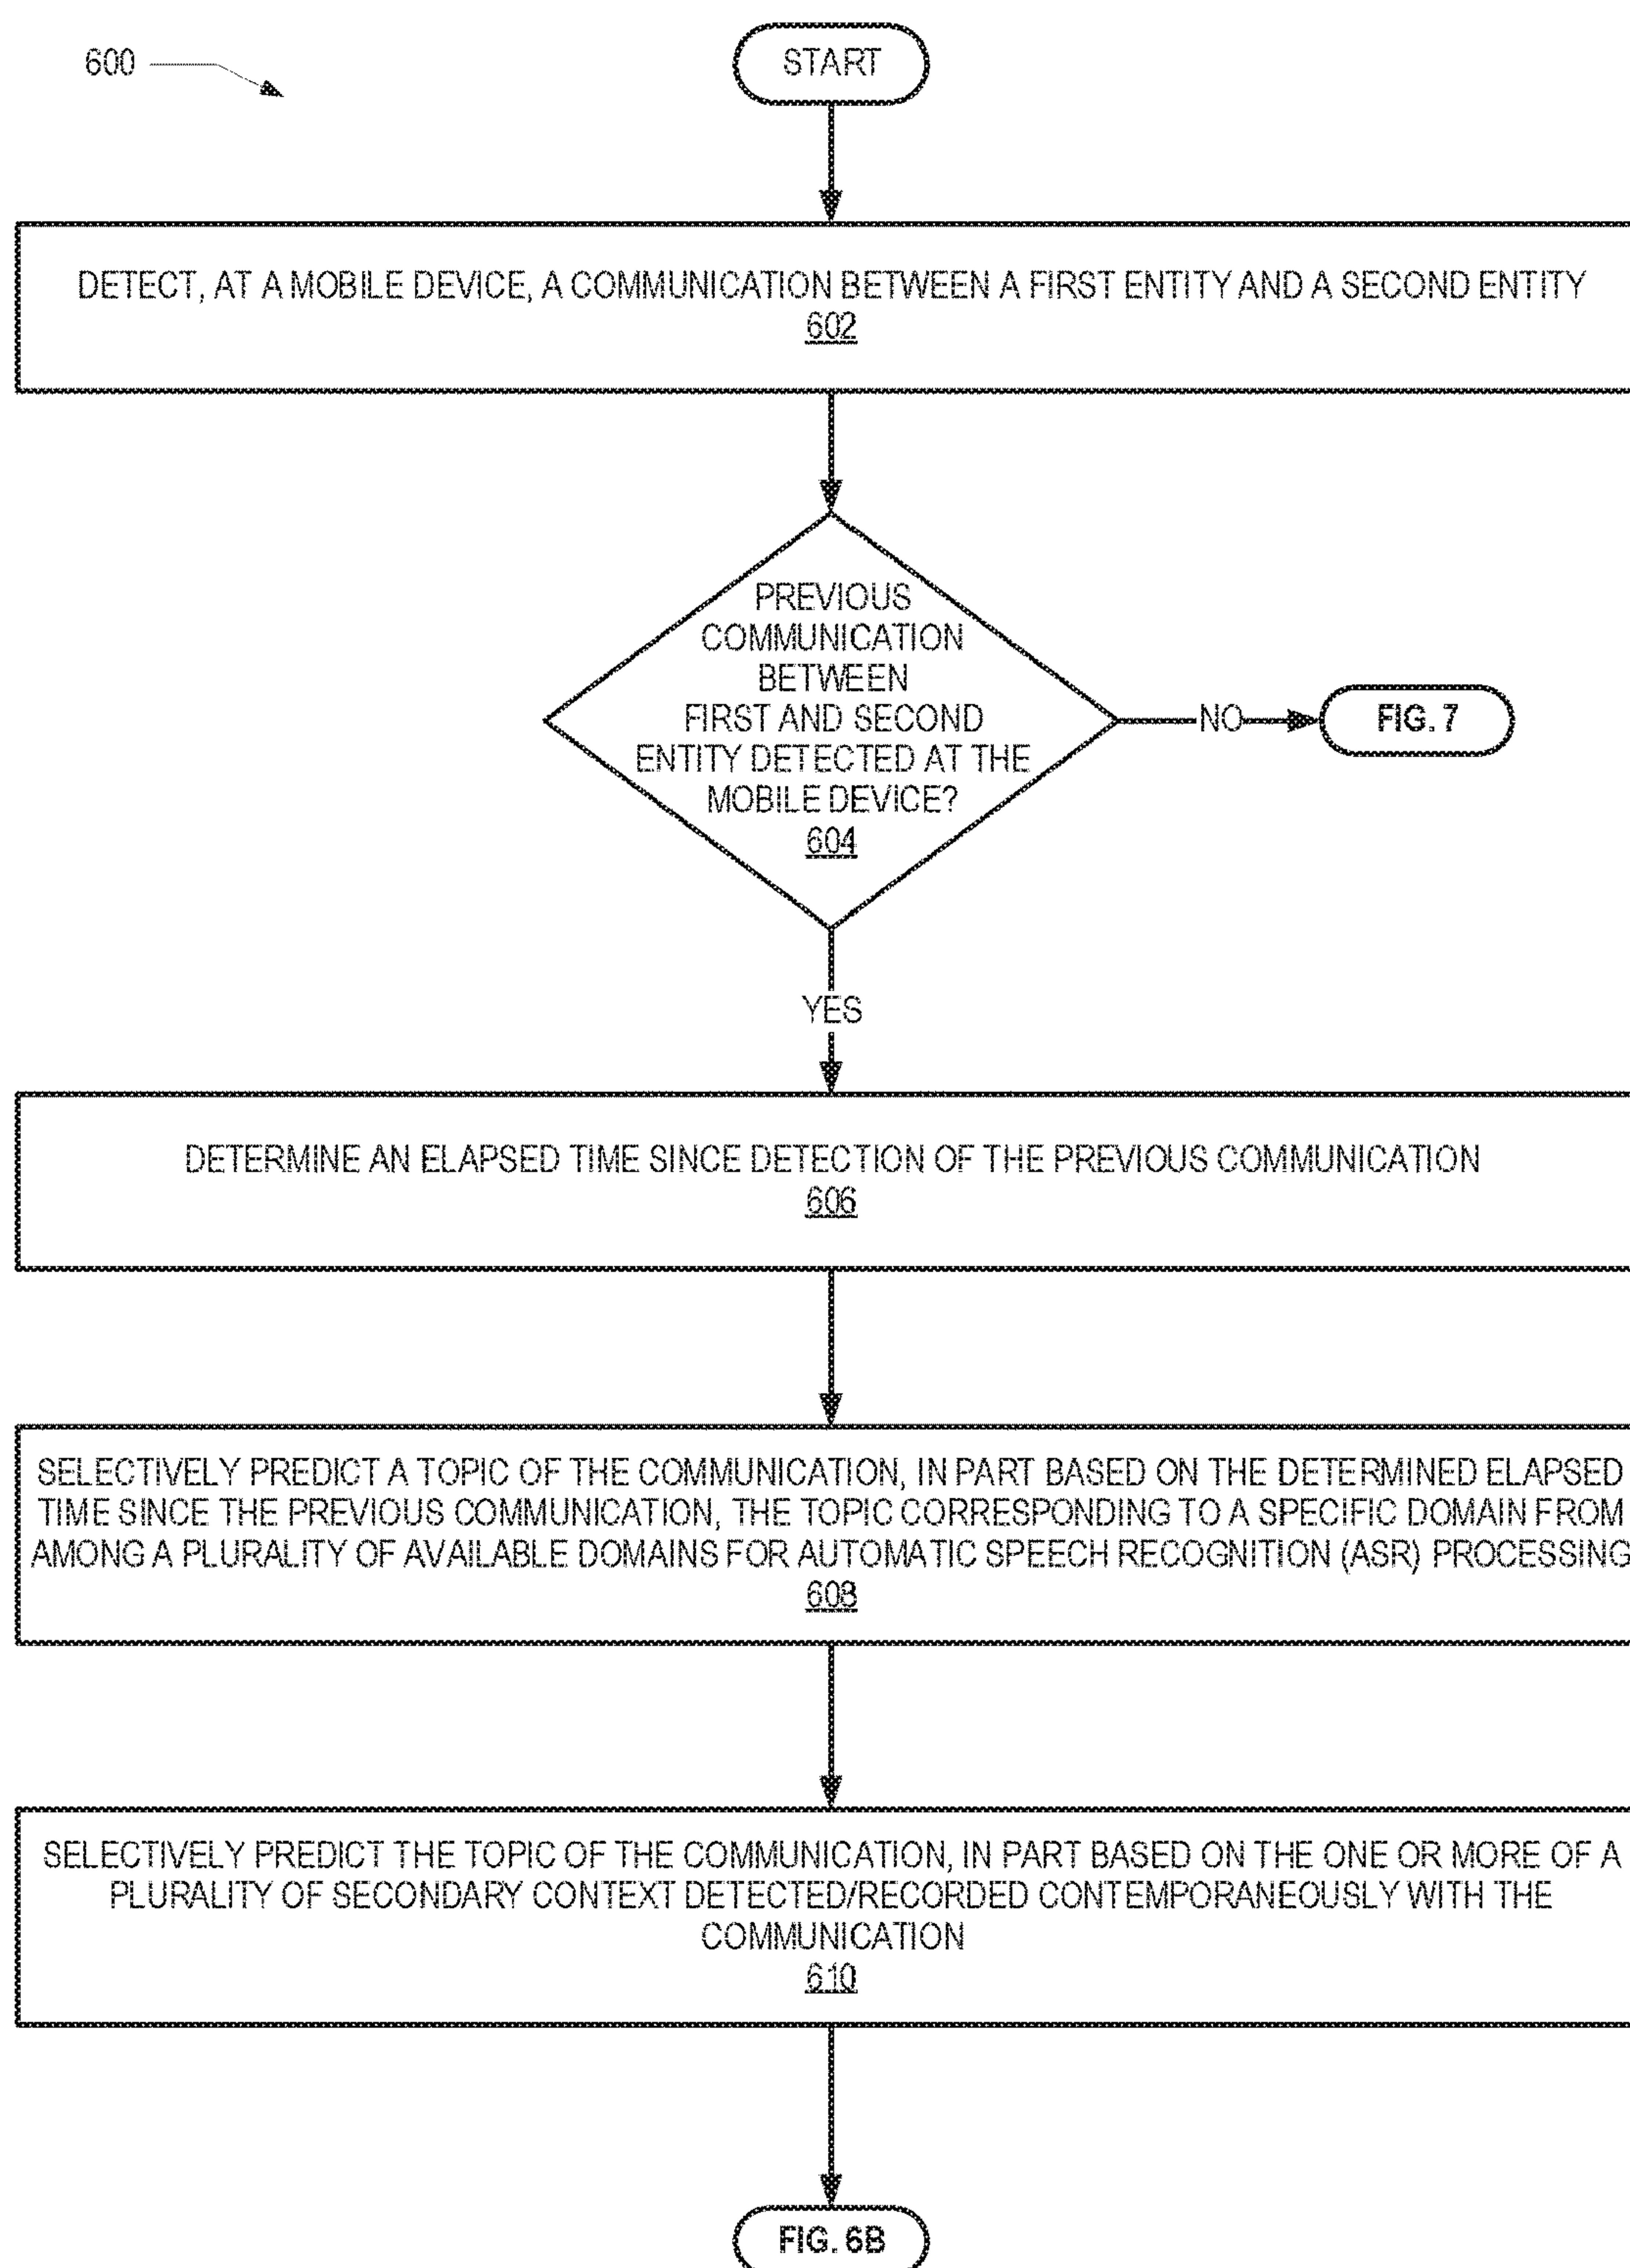 600
START
DETECT, AT A MOBILE DEVICE, A COMMUNICATION BETWEEN A FIRST ENTITY AND A SECOND ENTITY
602
PREVIOUS
COMMUNICATION
BETWEEN
FIRST AND SECOND
ENTITY DETECTED AT THE
MOBILE DEVICE?
604
NO
FIG. 7
YES
DETERMINE AN ELAPSED TIME SINCE DETECTION OF THE PREVIOUS COMMUNICATION
606
SELECTIVELY PREDICT A TOPIC OF THE COMMUNICATION, IN PART BASED ON THE DETERMINED ELAPSED
TIME SINCE THE PREVIOUS COMMUNICATION, THE TOPIC CORRESPONDING TO A SPECIFIC DOMAIN FROM
AMONG A PLURALITY OF AVAILABLE DOMAINS FOR AUTOMATIC SPEECH RECOGNITION (ASR) PROCESSING
608
SELECTIVELY PREDICT THE TOPIC OF THE COMMUNICATION, IN PART BASED ON THE ONE OR MORE OF A
PLURALITY OF SECONDARY CONTEXT DETECTED/RECORDED CONTEMPORANEOUSLY WITH THE
COMMUNICATION
610
FIG. 6B